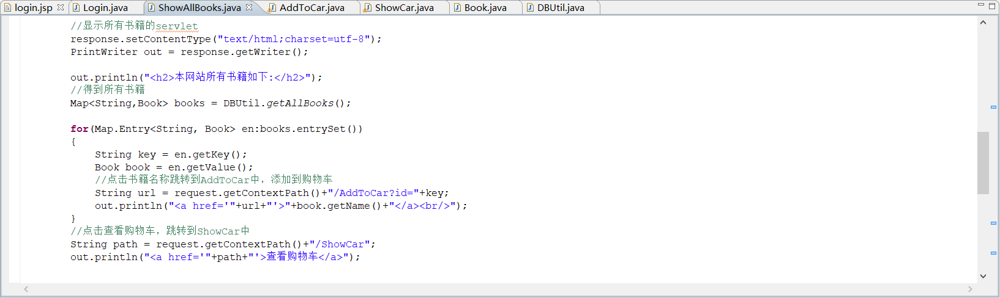 login.jsp Login.java ShowAllBooks.java AddToCar.java ShowCar.java Book.java DBUtil.java
//显示所有书籍的servlet
response.setContentType("text/html;charset=utf-8");
PrintWriter out = response.getWriter();
out.println("<h2>本网站所有书籍如下:</h2>");
//得到所有书籍
Map<String,Book> books = DBUtil.getAllBooks();
for(Map.Entry<String, Book> en:books.entrySet())
{
String key = en.getKey();
Book book = en.getValue();
//点击书籍名称跳转到AddToCar中，添加到购物车
String url = request.getContextPath()+"/AddToCar?id="+key;
out.println("<a href='"+url+"'>"+book.getName()+"</a><br/>");
}
//点击查看购物车，跳转到ShowCar中
String path = request.getContextPath()+"/ShowCar";
out.println("<a href='"+path+"'>查看购物车</a>");